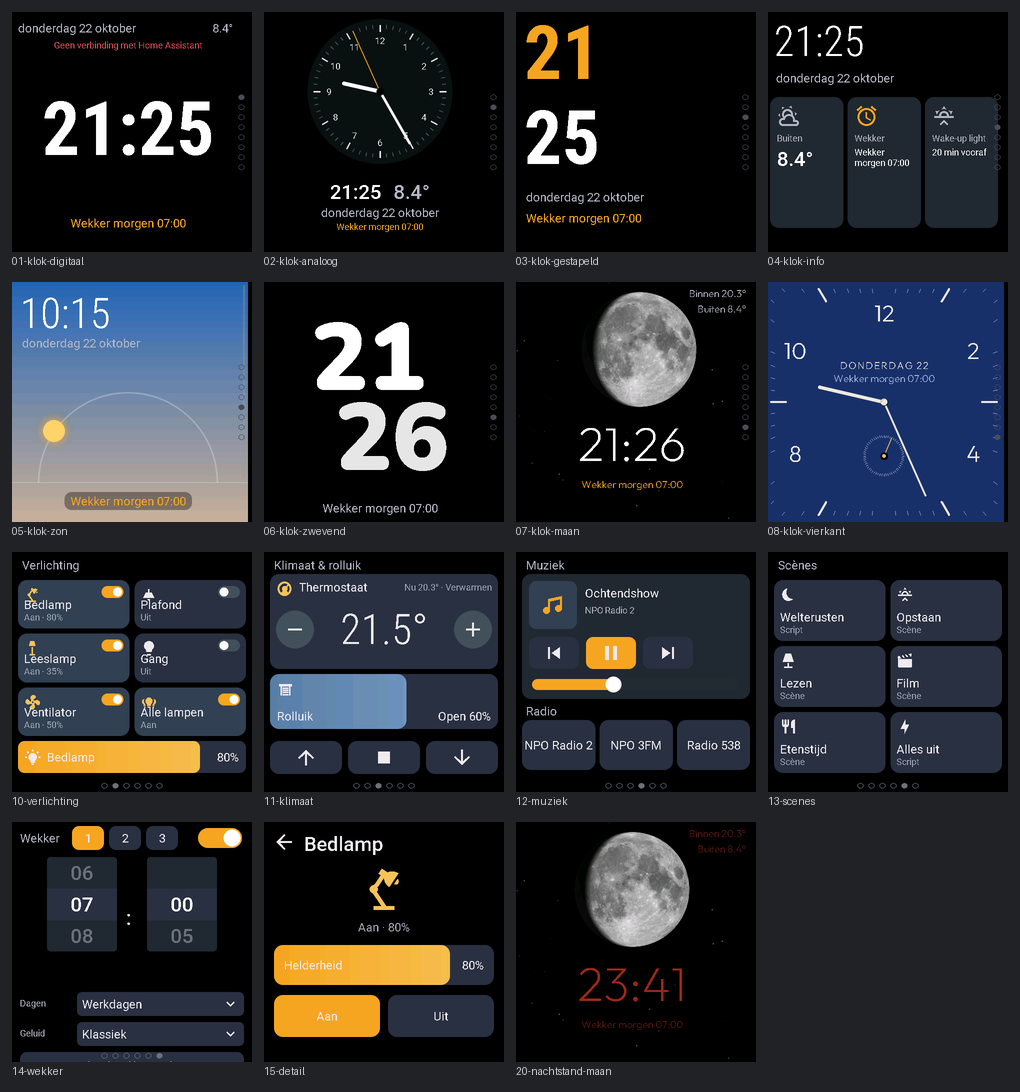 donderdag 22 oktober 8.4°
Geen verbinding met Home Assistant
21:25
Wekker morgen 07:00
01-klok-digitaal
12
11 1
10 2
9 3
8 4
7 5
6
21:25 8.4°
donderdag 22 oktober
Wekker morgen 07:00
02-klok-analoog
21
25
donderdag 22 oktober
Wekker morgen 07:00
03-klok-gestapeld
21:25
donderdag 22 oktober
Buiten
8.4°
Wekker
Wekker
morgen 07:00
Wake-up light
20 min vooraf
04-klok-info
10:15
donderdag 22 oktober
Wekker morgen 07:00
05-klok-zon
21
26
Wekker morgen 07:00
06-klok-zwevend
Binnen 20.3°
Buiten 8.4°
21:26
Wekker morgen 07:00
07-klok-maan
12
10 2
DONDERDAG 22
Wekker morgen 07:00
8 4
08-klok-vierkant
Verlichting
Bedlamp
Aan · 80%
Plafond
Uit
Leeslamp
Aan · 35%
Gang
Uit
Ventilator
Aan · 50%
Alle lampen
Aan
Bedlamp 80%
10-verlichting
Klimaat & rolluik
Thermostaat Nu 20.3° · Verwarmen
− 21.5° +
Rolluik Open 60%
11-klimaat
Muziek
Ochtendshow
NPO Radio 2
Radio
NPO Radio 2 NPO 3FM Radio 538
12-muziek
Scènes
Welterusten
Script
Opstaan
Scène
Lezen
Scène
Film
Scène
Etenstijd
Scène
Alles uit
Script
13-scenes
Wekker 1 2 3
06
07 : 00
08 05
Dagen Werkdagen
Geluid Klassiek
14-wekker
Bedlamp
Aan · 80%
Helderheid 80%
Aan Uit
15-detail
Binnen 20.3°
Buiten 8.4°
23:41
Wekker morgen 07:00
20-nachtstand-maan